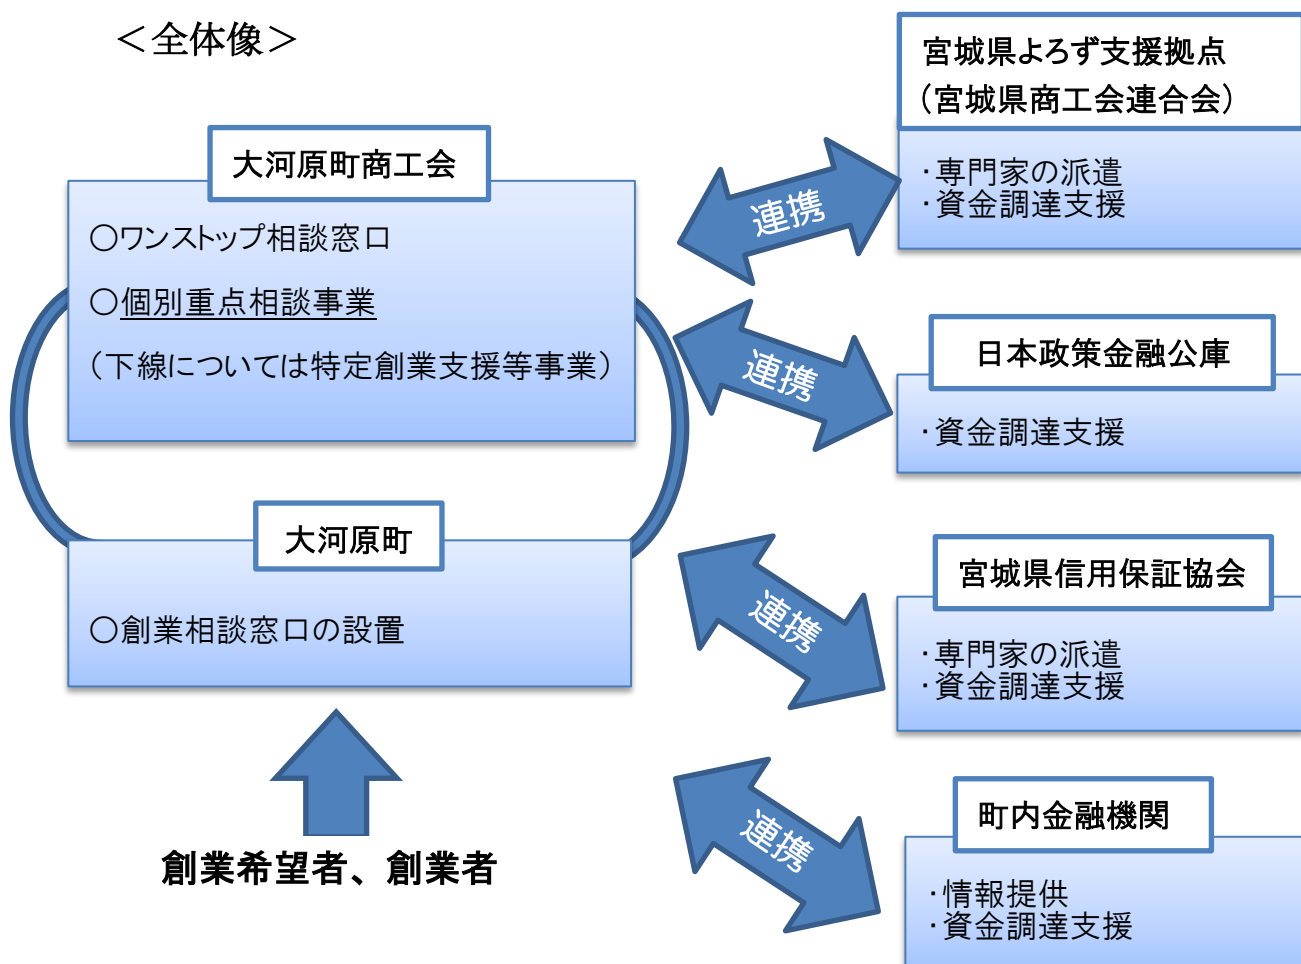 ＜全体像＞
大河原町商工会
○ワンストップ相談窓口
○個別重点相談事業
（下線については特定創業支援等事業）
大河原町
○創業相談窓口の設置
創業希望者、創業者
連携
連携
連携
連携
宮城県よろず支援拠点
（宮城県商工会連合会）
・専門家の派遣
・資金調達支援
日本政策金融公庫
・資金調達支援
宮城県信用保証協会
・専門家の派遣
・資金調達支援
町内金融機関
・情報提供
・資金調達支援